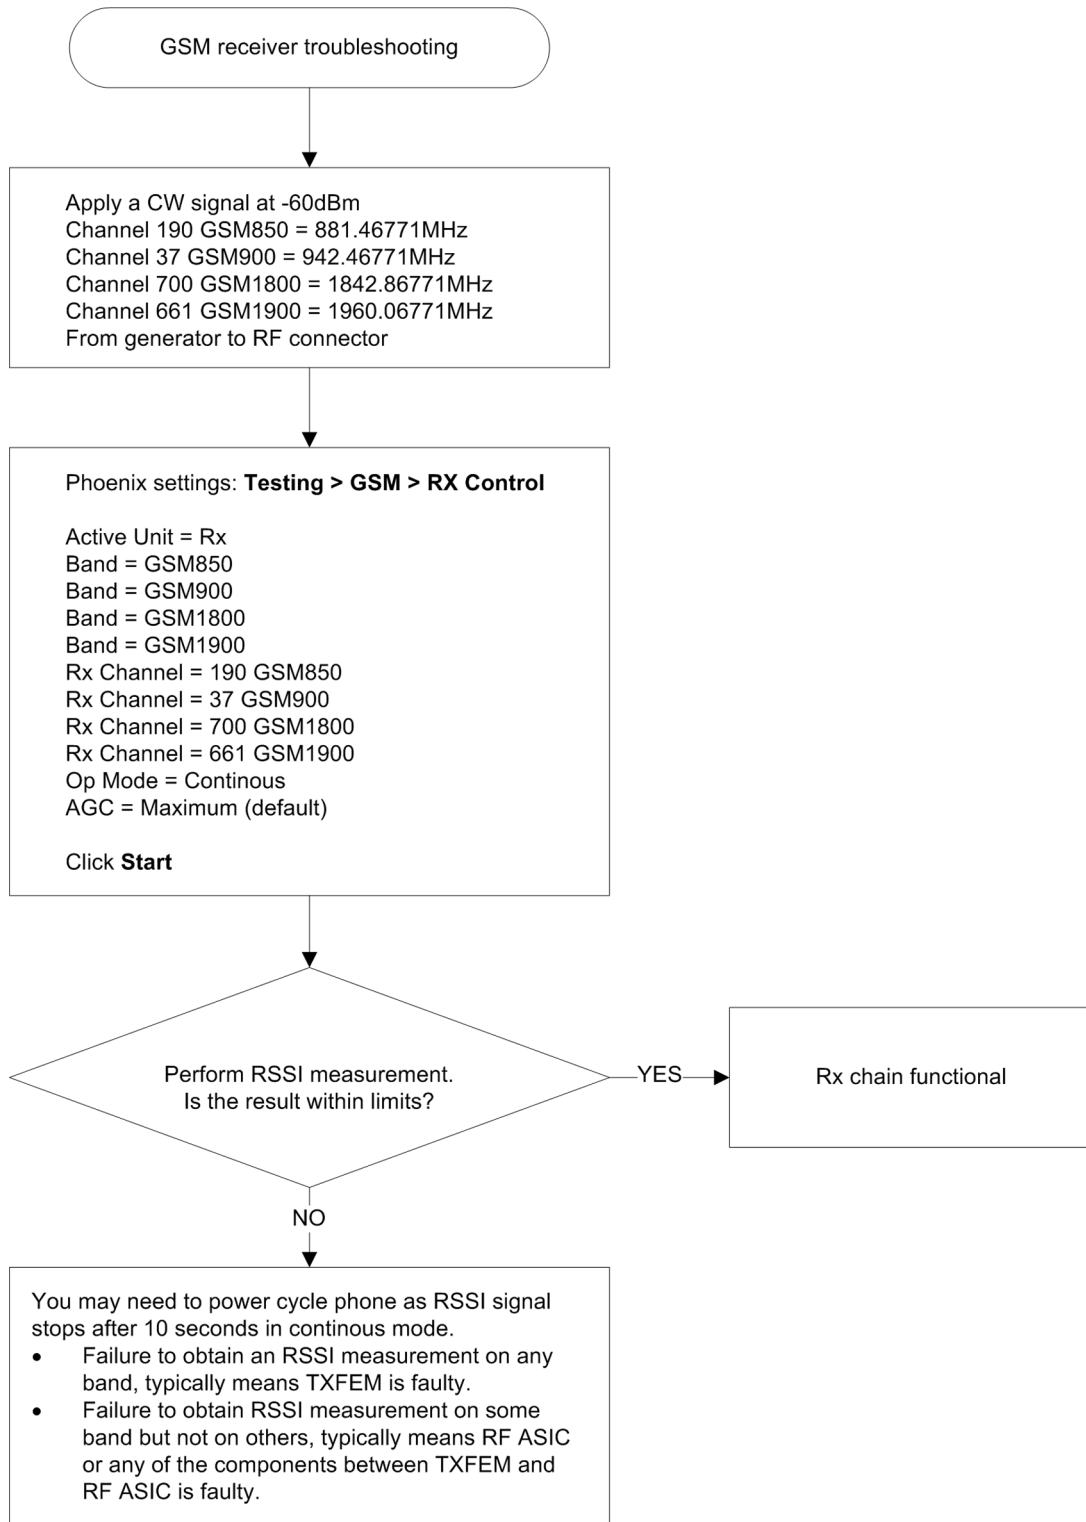 GSM receiver troubleshooting
Apply a CW signal at -60dBm
Channel 190 GSM850 = 881.46771MHz
Channel 37 GSM900 = 942.46771MHz
Channel 700 GSM1800 = 1842.86771MHz
Channel 661 GSM1900 = 1960.06771MHz
From generator to RF connector
Phoenix settings: Testing > GSM > RX Control
Active Unit = Rx
Band = GSM850
Band = GSM900
Band = GSM1800
Band = GSM1900
Rx Channel = 190 GSM850
Rx Channel = 37 GSM900
Rx Channel = 700 GSM1800
Rx Channel = 661 GSM1900
Op Mode = Continous
AGC = Maximum (default)
Click Start
Perform RSSI measurement.
Is the result within limits?
YES
Rx chain functional
NO
You may need to power cycle phone as RSSI signal
stops after 10 seconds in continous mode.
• Failure to obtain an RSSI measurement on any
band, typically means TXFEM is faulty.
• Failure to obtain RSSI measurement on some
band but not on others, typically means RF ASIC
or any of the components between TXFEM and
RF ASIC is faulty.